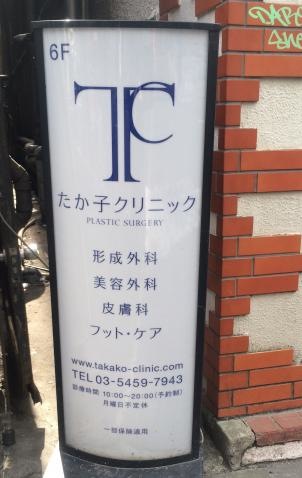 6F
TC
たか子クリニック
PLASTIC SURGERY
形成外科
美容外科
皮膚科
フット・ケア
www.takako-clinic.com
TEL 03-5459-7943
診療時間 10:00〜20:00(予約制)
月曜日不定休
一部保険適用